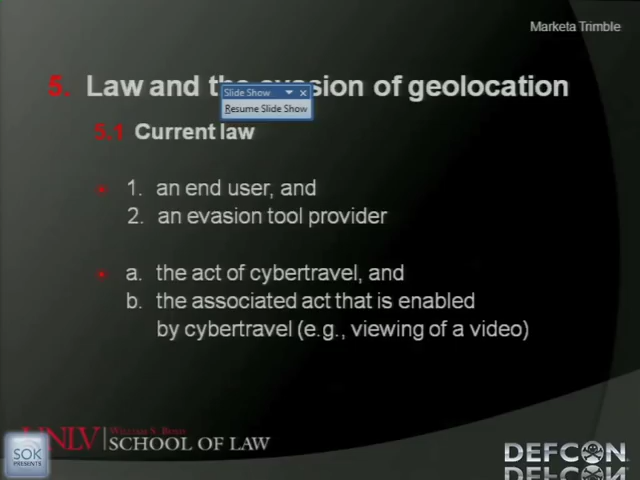 Marketa Trimble
5. Law and the evasion of geolocation
Slide Show
Resume Slide Show
5.1 Current law
1. an end user, and
2. an evasion tool provider
a. the act of cybertravel, and
b. the associated act that is enabled
by cybertravel (e.g., viewing of a video)
UNLV WILLIAM S. BOYD
SCHOOL OF LAW
SOK
PRESENTS
DEFCON